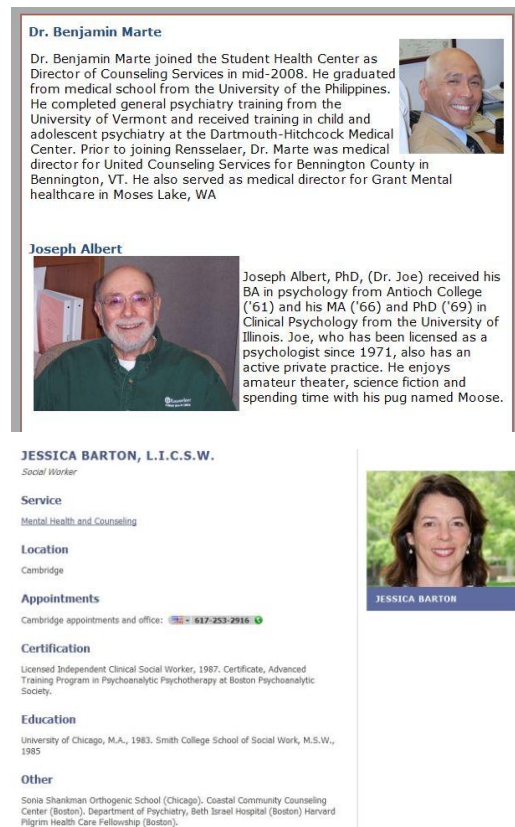 Dr. Benjamin Marte
Dr. Benjamin Marte joined the Student Health Center as
Director of Counseling Services in mid-2008. He graduated
from medical school from the University of the Philippines.
He completed general psychiatry training from the
University of Vermont and received training in child and
adolescent psychiatry at the Dartmouth-Hitchcock Medical
Center. Prior to joining Rensselaer, Dr. Marte was medical
director for United Counseling Services for Bennington County in
Bennington, VT. He also served as medical director for Grant Mental
healthcare in Moses Lake, WA
Joseph Albert
Joseph Albert, PhD, (Dr. Joe) received his
BA in psychology from Antioch College
('61) and his MA ('66) and PhD ('69) in
Clinical Psychology from the University of
Illinois. Joe, who has been licensed as a
psychologist since 1971, also has an
active private practice. He enjoys
amateur theater, science fiction and
spending time with his pug named Moose.
JESSICA BARTON, L.I.C.S.W.
Social Worker
Service
Mental Health and Counseling
Location
Cambridge
Appointments
Cambridge appointments and office: 617-253-2916
Certification
Licensed Independent Clinical Social Worker, 1987. Certificate, Advanced
Training Program in Psychoanalytic Psychotherapy at Boston Psychoanalytic
Society.
Education
University of Chicago, M.A., 1983. Smith College School of Social Work, M.S.W.,
1985
Other
Sonia Shankman Orthogenic School (Chicago). Coastal Community Counseling
Center (Boston). Department of Psychiatry, Beth Israel Hospital (Boston) Harvard
Pilgrim Health Care Fellowship (Boston).
JESSICA BARTON